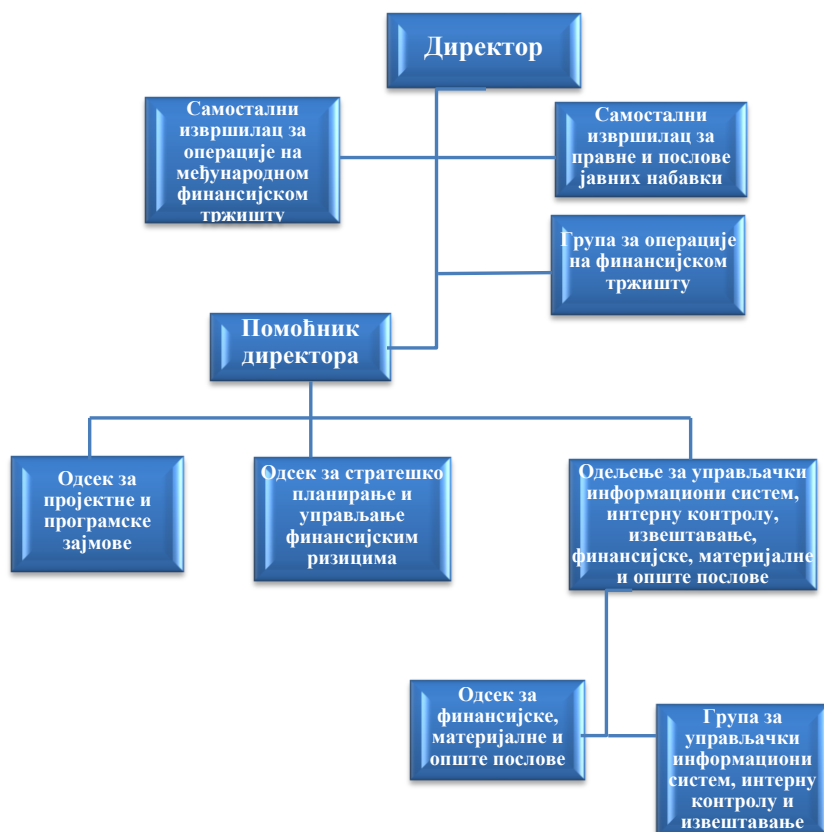 Директор
Самостални
извршилац за
операције на
међународном
финансијском
тржишту
Самостални
извршилац за
правне и послове
јавних набавки
Група за операције
на финансијском
тржишту
Помоћник
директора
Одсек за
пројектне и
програмске
зајмове
Одсек за стратешко
планирање и
управљање
финансијским
ризицима
Одељење за управљачки
информациони систем,
интерну контролу,
извештавање,
финансијске, материјалне
и опште послове
Одсек за
финансијске,
материјалне и
опште послове
Група за
управљачки
информациони
систем, интерну
контролу и
извештавање